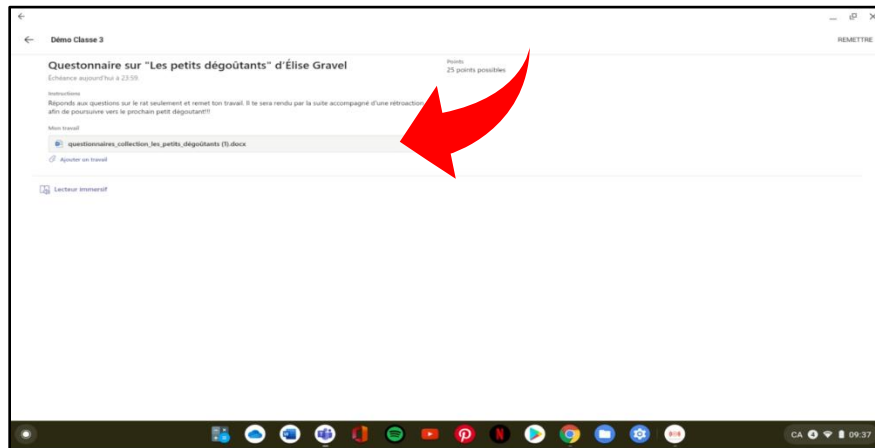 Démo Classe 3
REMETTRE
Questonnaire sur "Les petits dégoûtants" d'Élise Gravel
Échéance aujourd'hui à 23:59
Points
25 points possibles
Instructions
Réponds aux questions sur le rat seulement et remet ton travail. Il te sera rendu par la suite accompagné d'une rétroaction
afin de poursuivre vers le prochain petit dégoutant!!!
Mon travail
questionnaires_collection_les_petits_dégoûtants (1).docx
Ajouter un travail
Lecteur immersif
CA 4 09:37